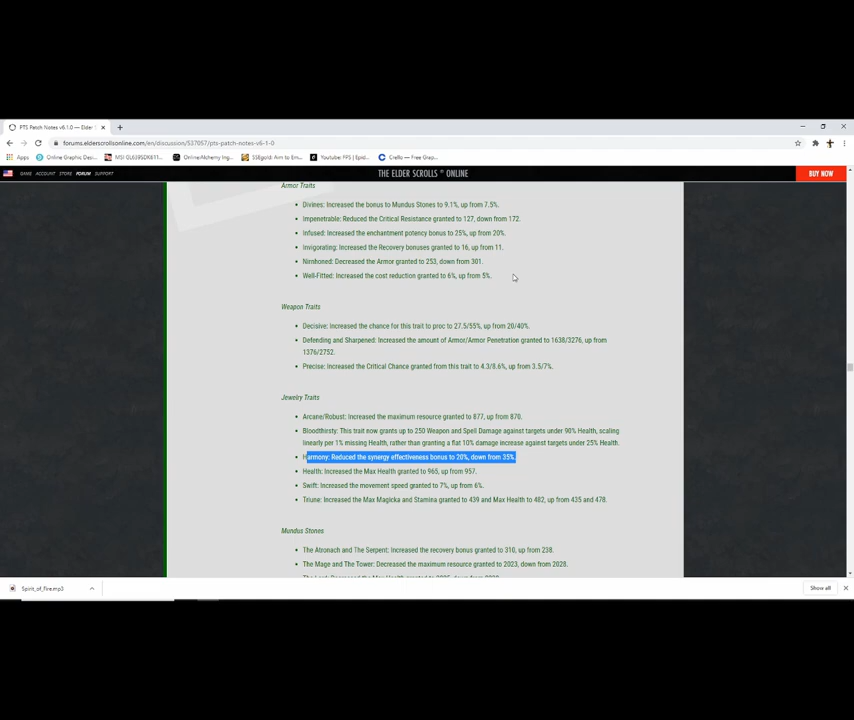 PTS Patch Notes v6.1.0 — Elder S
forums.elderscrollsonline.com/en/discussion/537057/pts-patch-notes-v6-1-0
Apps Online Graphic Desi... MSI GL639SDK611... Online Alchemy Ing... SSEgold: Aim to Em... Youtube: FPS | Epid... Crello — Free Grap...
GAME ACCOUNT STORE FORUM SUPPORT THE ELDER SCROLLS ONLINE BUY NOW
Armor Traits
• Divines: Increased the bonus to Mundus Stones to 9.1%, up from 7.5%.
• Impenetrable: Reduced the Critical Resistance granted to 127, down from 172.
• Infused: Increased the enchantment potency bonus to 25%, up from 20%.
• Invigorating: Increased the Recovery bonuses granted to 16, up from 11.
• Nirnhoned: Decreased the Armor granted to 253, down from 301.
• Well-Fitted: Increased the cost reduction granted to 6%, up from 5%.
Weapon Traits
• Decisive: Increased the chance for this trait to proc to 27.5/55%, up from 20/40%.
• Defending and Sharpened: Increased the amount of Armor/Armor Penetration granted to 1638/3276, up from
1376/2752.
• Precise: Increased the Critical Chance granted from this trait to 4.3/8.6%, up from 3.5/7%.
Jewelry Traits
• Arcane/Robust: Increased the maximum resource granted to 877, up from 870.
• Bloodthirsty: This trait now grants up to 250 Weapon and Spell Damage against targets under 90% Health, scaling
linearly per 1% missing Health, rather than granting a flat 10% damage increase against targets under 25% Health.
• Harmony: Reduced the synergy effectiveness bonus to 20%, down from 35%.
• Health: Increased the Max Health granted to 965, up from 957.
• Swift: Increased the movement speed granted to 7%, up from 6%.
• Triune: Increased the Max Magicka and Stamina granted to 439 and Max Health to 482, up from 435 and 478.
Mundus Stones
• The Atronach and The Serpent: Increased the recovery bonus granted to 310, up from 238.
• The Mage and The Tower: Decreased the maximum resource granted to 2023, down from 2028.
Spirit_of_Fire.mp3 Show all